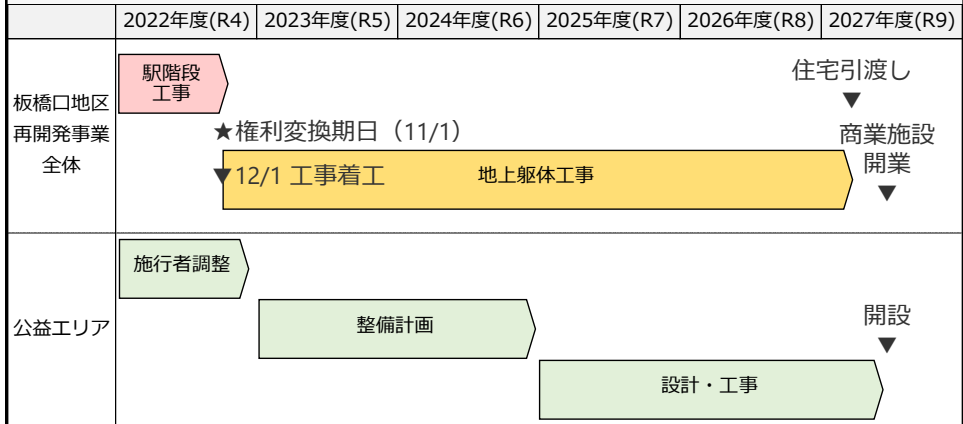 2022年度(R4) 2023年度(R5) 2024年度(R6) 2025年度(R7) 2026年度(R8) 2027年度(R9)
板橋口地区
再開発事業
全体
駅階段
工事
★権利変換期日（11/1）
▼12/1 工事着工
地上躯体工事
住宅引渡し
▼
商業施設
開業
▼
公益エリア
施行者調整
整備計画
設計・工事
開設
▼